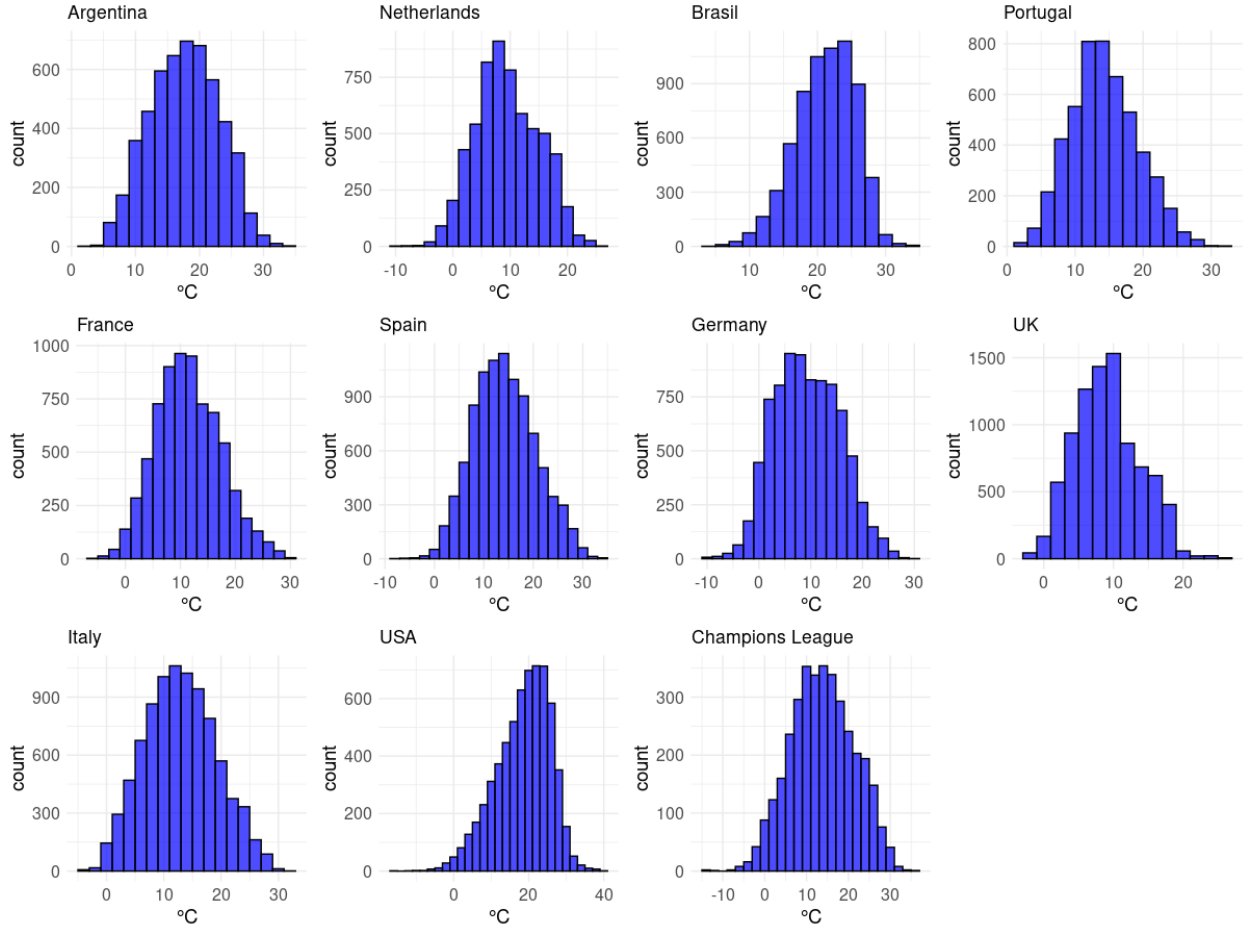 Argentina
count
600
400
200
0
0 10 20 30
°C
Netherlands
count
750
500
250
0
-10 0 10 20
°C
Brasil
count
900
600
300
0
10 20 30
°C
Portugal
count
800
600
400
200
0
0 10 20 30
°C
France
count
1000
750
500
250
0
0 10 20 30
°C
Spain
count
900
600
300
0
-10 0 10 20 30
°C
Germany
count
750
500
250
0
-10 0 10 20 30
°C
UK
count
1500
1000
500
0
0 10 20
°C
Italy
count
900
600
300
0
0 10 20 30
°C
USA
count
600
400
200
0
0 20 40
°C
Champions League
count
300
200
100
0
-10 0 10 20 30
°C